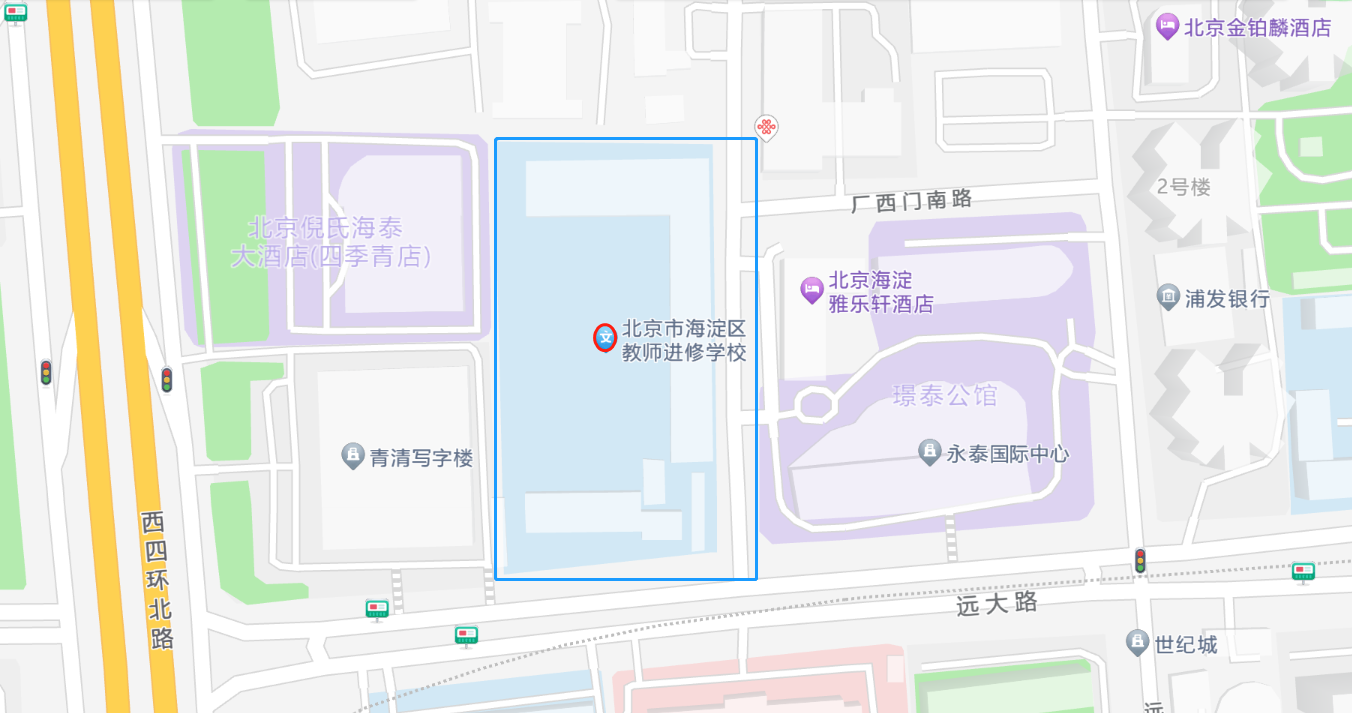 北京金铂麟酒店
2号楼
厂西门南路
北京倪氏海泰
大酒店(四季青店)
北京海淀
雅乐轩酒店
浦发银行
文
北京市海淀区
教师进修学校
璟泰公馆
青清写字楼
永泰国际中心
西四环北路
远大路
世纪城
远